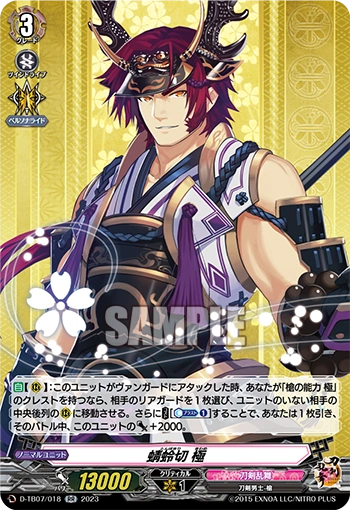 3
グレード
ツインドライブ
ペルソナライド
SAMPLE
【自】【(R)】：このユニットがヴァンガードにアタックした時、あなたが「槍の能力 極」
のクレストを持つなら、相手のリアガードを１枚選び、ユニットのいない相手の
中央後列の(R)に移動させる。さらに[ブラスト(1)]することで、あなたは１枚引き、
そのバトル中、このユニットのパワー+2000。
ノーマルユニット
蜻蛉切 極
パワー 13000
クリティカル
1
刀剣乱舞
刀剣男士・槍
D-TB07/018 RR 2023
©2015 EXNOA LLC/NITRO PLUS